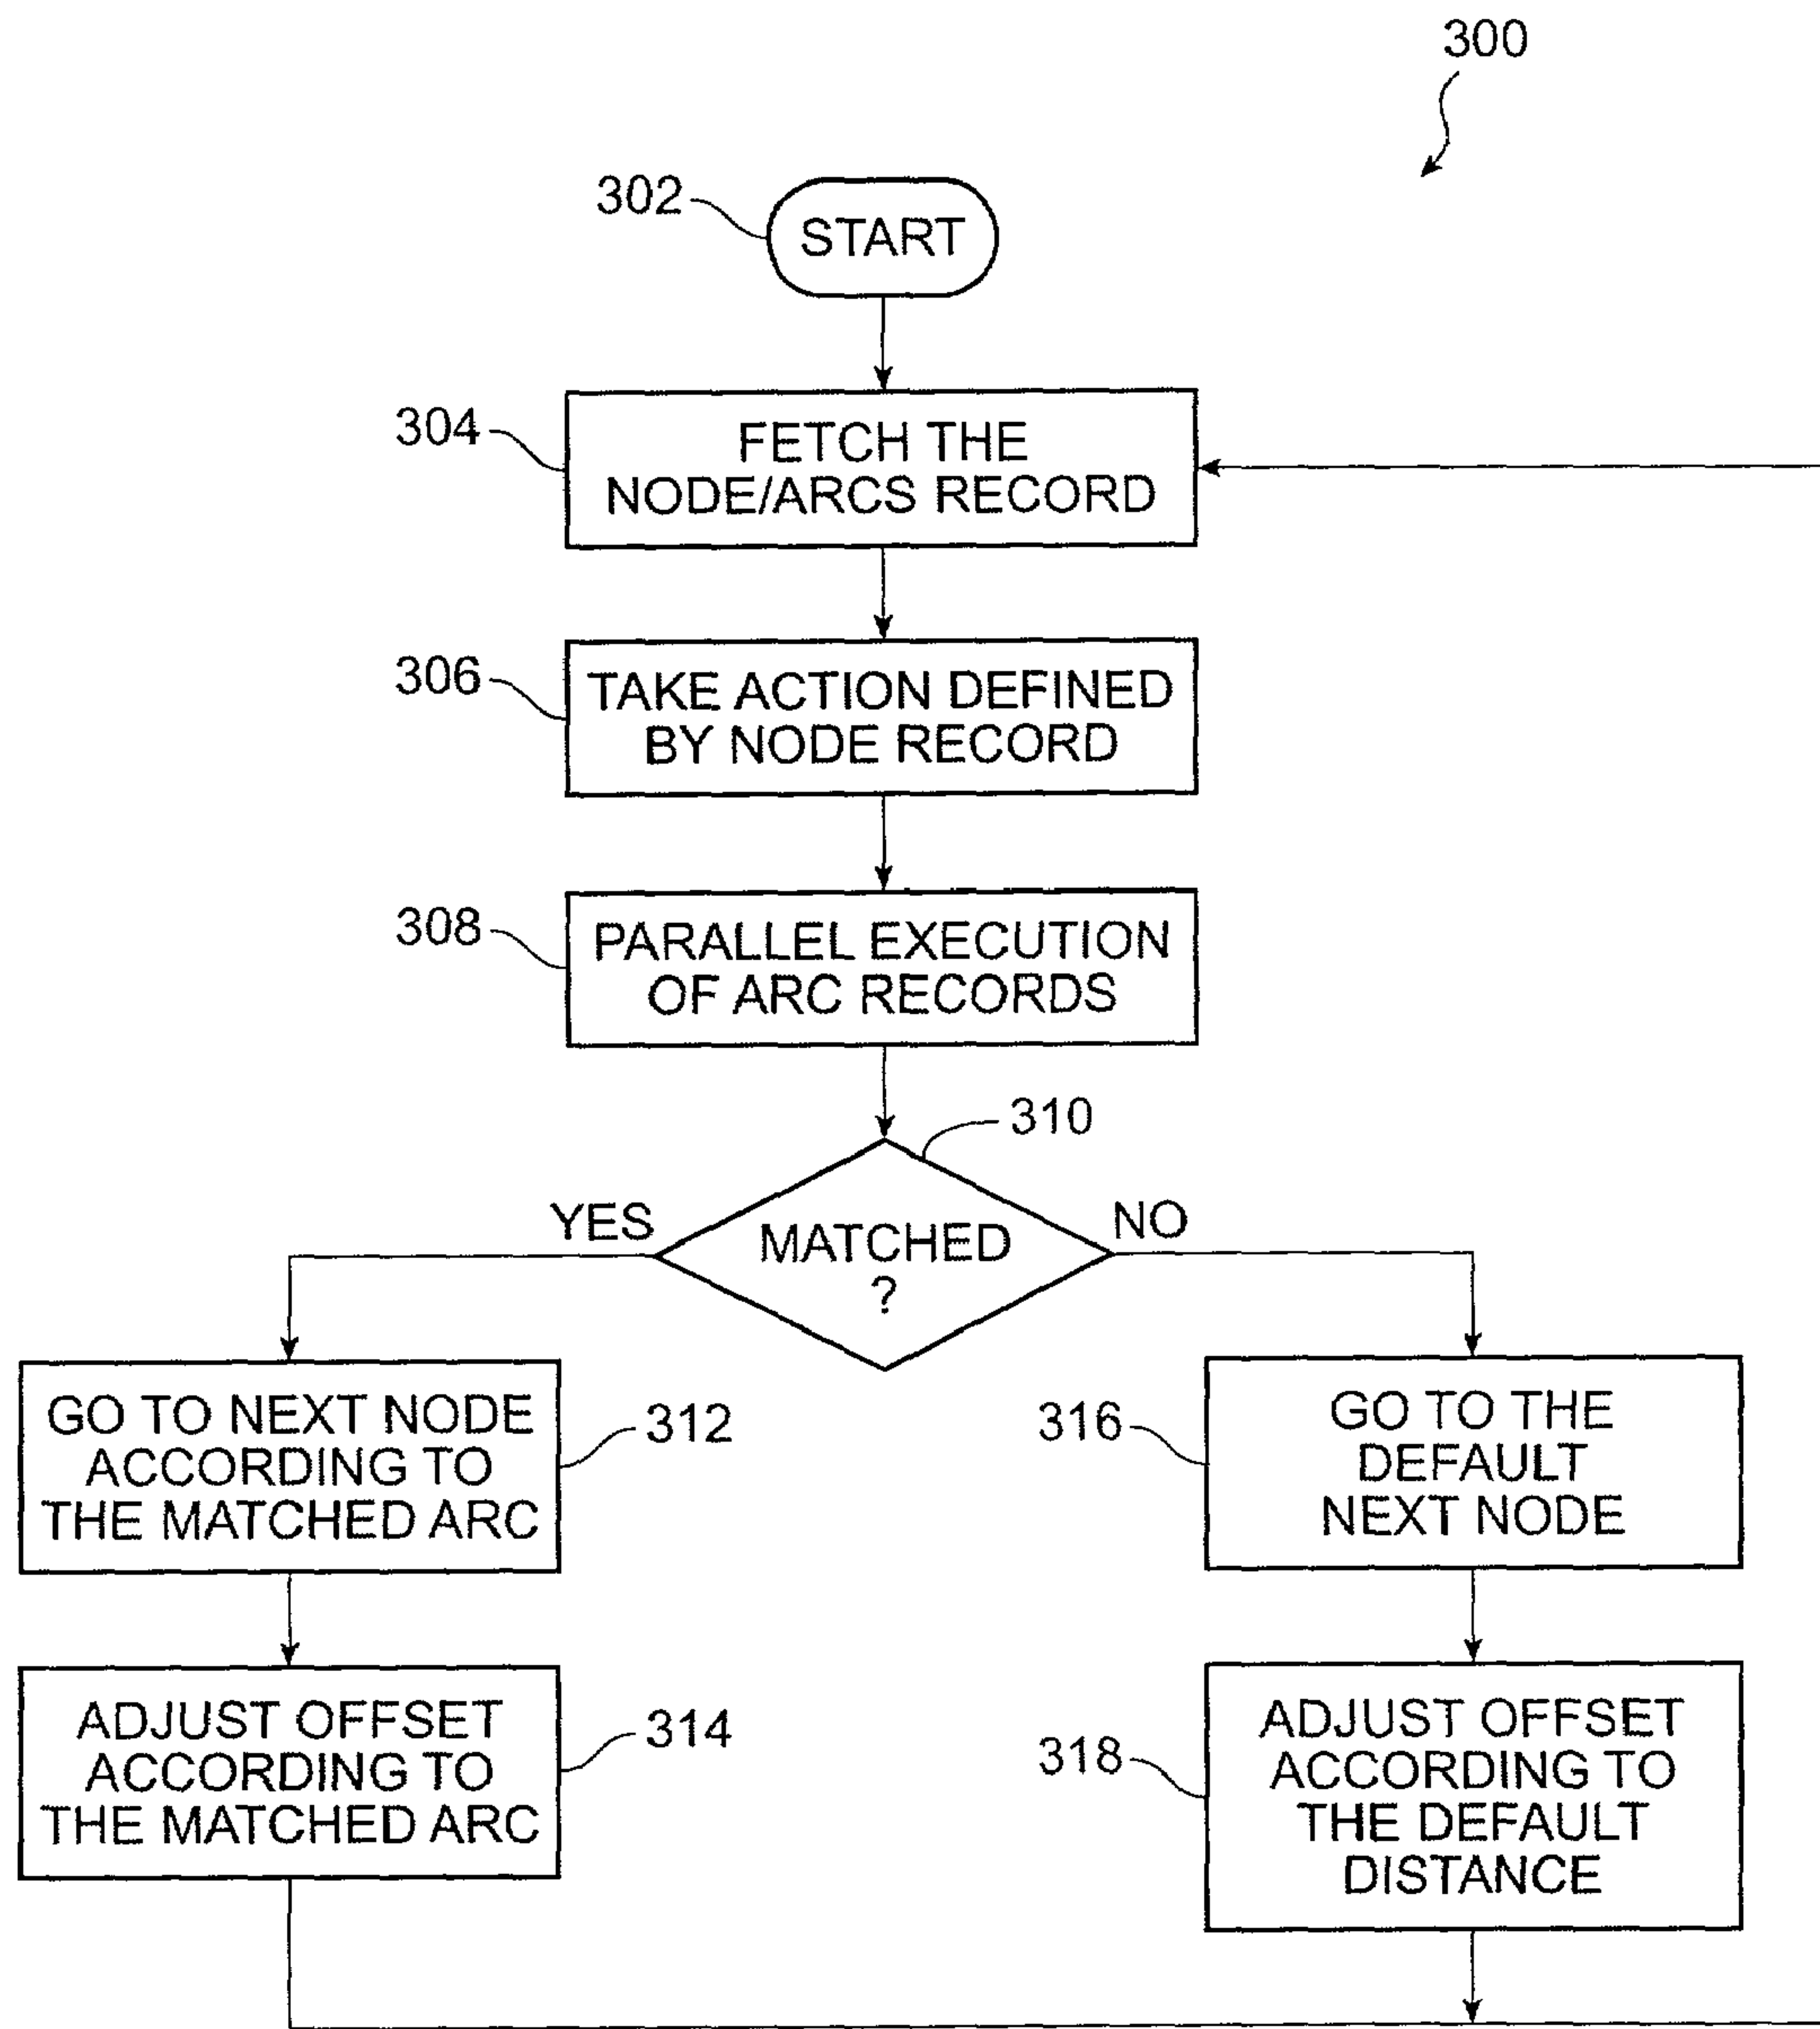 300
302
START
304
FETCH THE
NODE/ARCS RECORD
306
TAKE ACTION DEFINED
BY NODE RECORD
308
PARALLEL EXECUTION
OF ARC RECORDS
310
YES
MATCHED
?
NO
GO TO NEXT NODE
ACCORDING TO
THE MATCHED ARC
312
316
GO TO THE
DEFAULT
NEXT NODE
ADJUST OFFSET
ACCORDING TO
THE MATCHED ARC
314
318
ADJUST OFFSET
ACCORDING TO
THE DEFAULT
DISTANCE